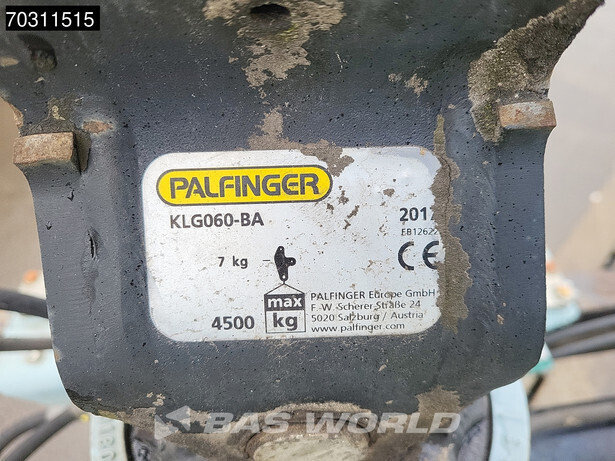 70311515
PALFINGER
KLG060-BA
2017
EB12622
7 kg
PALFINGER Europe GmbH
max
F.-W.-Scherer-Straße 24
4500
kg
5020 Salzburg / Austria
www.palfinger.com
CE
BAS WORLD